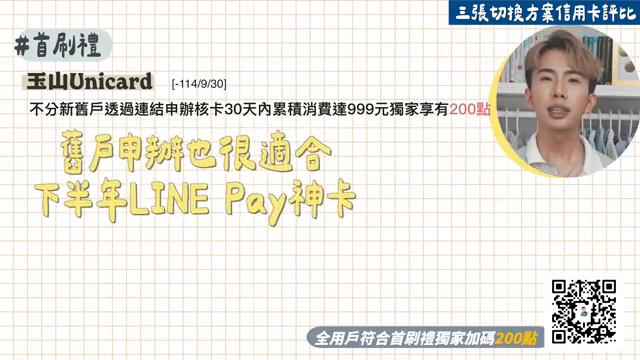 三張切換方案信用卡評比
#首刷禮
玉山Unicard [-114/9/30]
不分新舊戶透過連結申辦核卡30天內累積消費達999元獨家享有200點
舊戶申辦也很適合
下半年LINE Pay神卡
全用戶符合首刷禮獨家加碼200點